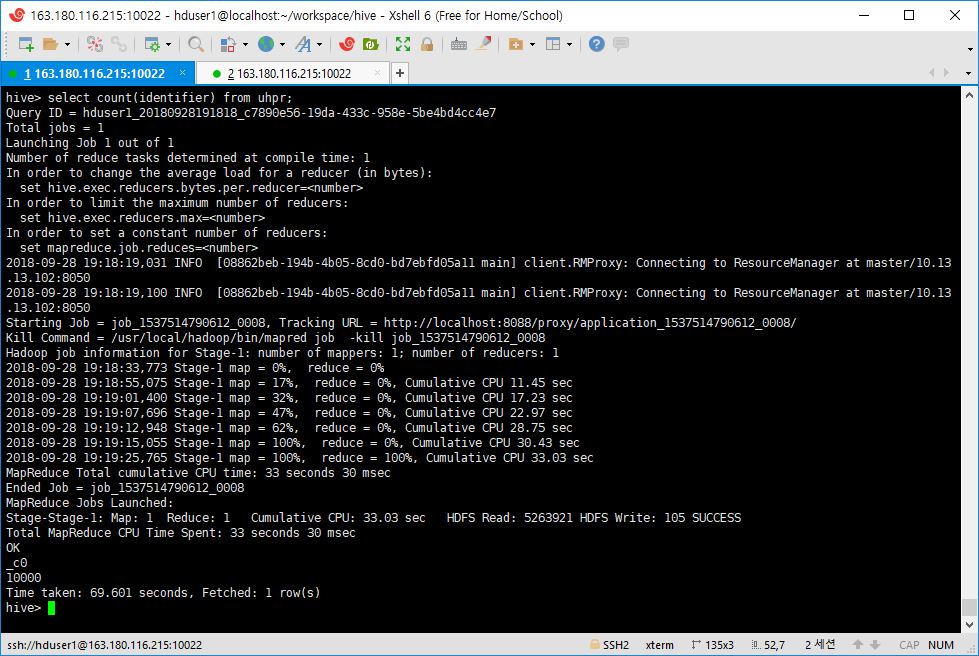 163.180.116.215:10022 - hduser1@localhost:~/workspace/hive - Xshell 6 (Free for Home/School)
1 163.180.116.215:10022 ×
2 163.180.116.215:10022 ×
+
hive> select count(identifier) from uhpr;
Query ID = hduser1_20180928191818_c7890e56-19da-433c-958e-5be4bd4cc4e7
Total jobs = 1
Launching Job 1 out of 1
Number of reduce tasks determined at compile time: 1
In order to change the average load for a reducer (in bytes):
  set hive.exec.reducers.bytes.per.reducer=<number>
In order to limit the maximum number of reducers:
  set hive.exec.reducers.max=<number>
In order to set a constant number of reducers:
  set mapreduce.job.reduces=<number>
2018-09-28 19:18:19,031 INFO  [08862beb-194b-4b05-8cd0-bd7ebfd05a11 main] client.RMProxy: Connecting to ResourceManager at master/10.13
.13.102:8050
2018-09-28 19:18:19,100 INFO  [08862beb-194b-4b05-8cd0-bd7ebfd05a11 main] client.RMProxy: Connecting to ResourceManager at master/10.13
.13.102:8050
Starting Job = job_1537514790612_0008, Tracking URL = http://localhost:8088/proxy/application_1537514790612_0008/
Kill Command = /usr/local/hadoop/bin/mapred job  -kill job_1537514790612_0008
Hadoop job information for Stage-1: number of mappers: 1; number of reducers: 1
2018-09-28 19:18:33,773 Stage-1 map = 0%,  reduce = 0%
2018-09-28 19:18:55,075 Stage-1 map = 17%,  reduce = 0%, Cumulative CPU 11.45 sec
2018-09-28 19:19:01,400 Stage-1 map = 32%,  reduce = 0%, Cumulative CPU 17.23 sec
2018-09-28 19:19:07,696 Stage-1 map = 47%,  reduce = 0%, Cumulative CPU 22.97 sec
2018-09-28 19:19:12,948 Stage-1 map = 62%,  reduce = 0%, Cumulative CPU 28.75 sec
2018-09-28 19:19:15,055 Stage-1 map = 100%,  reduce = 0%, Cumulative CPU 30.43 sec
2018-09-28 19:19:25,765 Stage-1 map = 100%,  reduce = 100%, Cumulative CPU 33.03 sec
MapReduce Total cumulative CPU time: 33 seconds 30 msec
Ended Job = job_1537514790612_0008
MapReduce Jobs Launched:
Stage-Stage-1: Map: 1  Reduce: 1   Cumulative CPU: 33.03 sec   HDFS Read: 5263921 HDFS Write: 105 SUCCESS
Total MapReduce CPU Time Spent: 33 seconds 30 msec
OK
_c0
10000
Time taken: 69.601 seconds, Fetched: 1 row(s)
hive>
ssh://hduser1@163.180.116.215:10022 SSH2 xterm 135x3 52,7 2 세션 CAP NUM